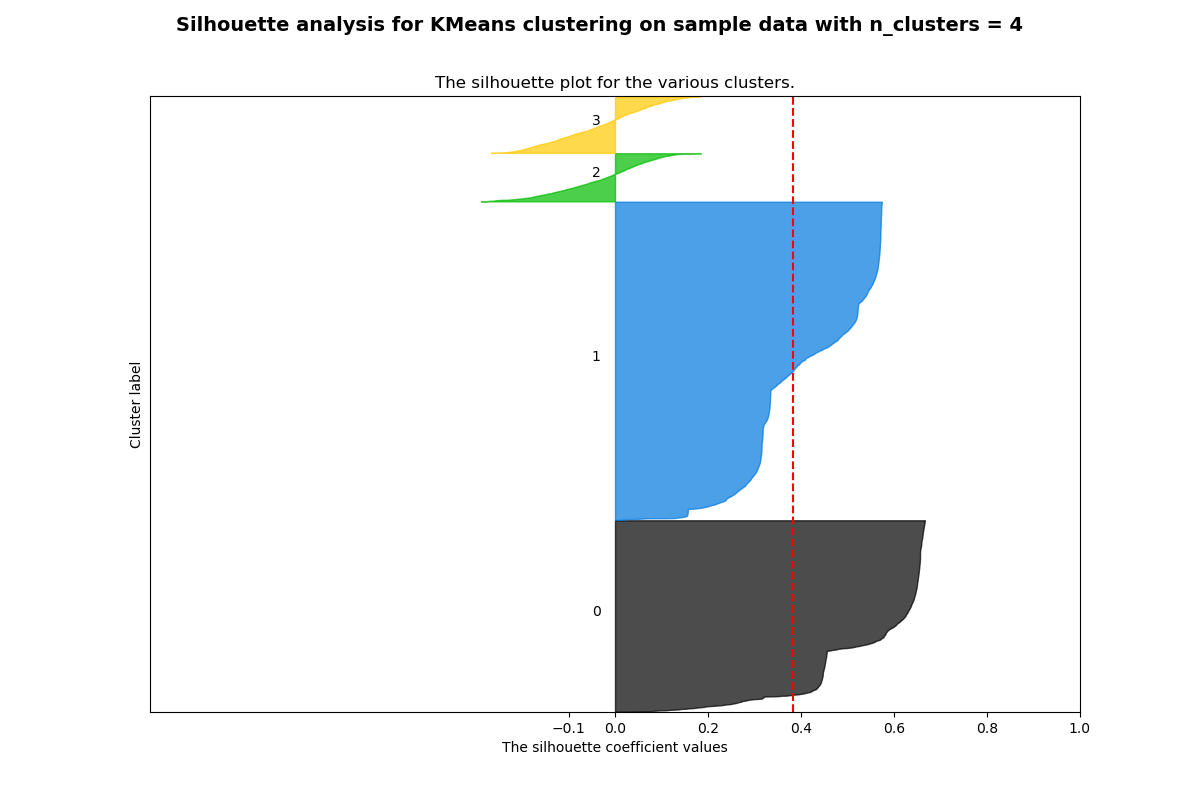 Silhouette analysis for KMeans clustering on sample data with n_clusters = 4
The silhouette plot for the various clusters.
3
2
1
0
Cluster label
−0.1 0.0 0.2 0.4 0.6 0.8 1.0
The silhouette coefficient values